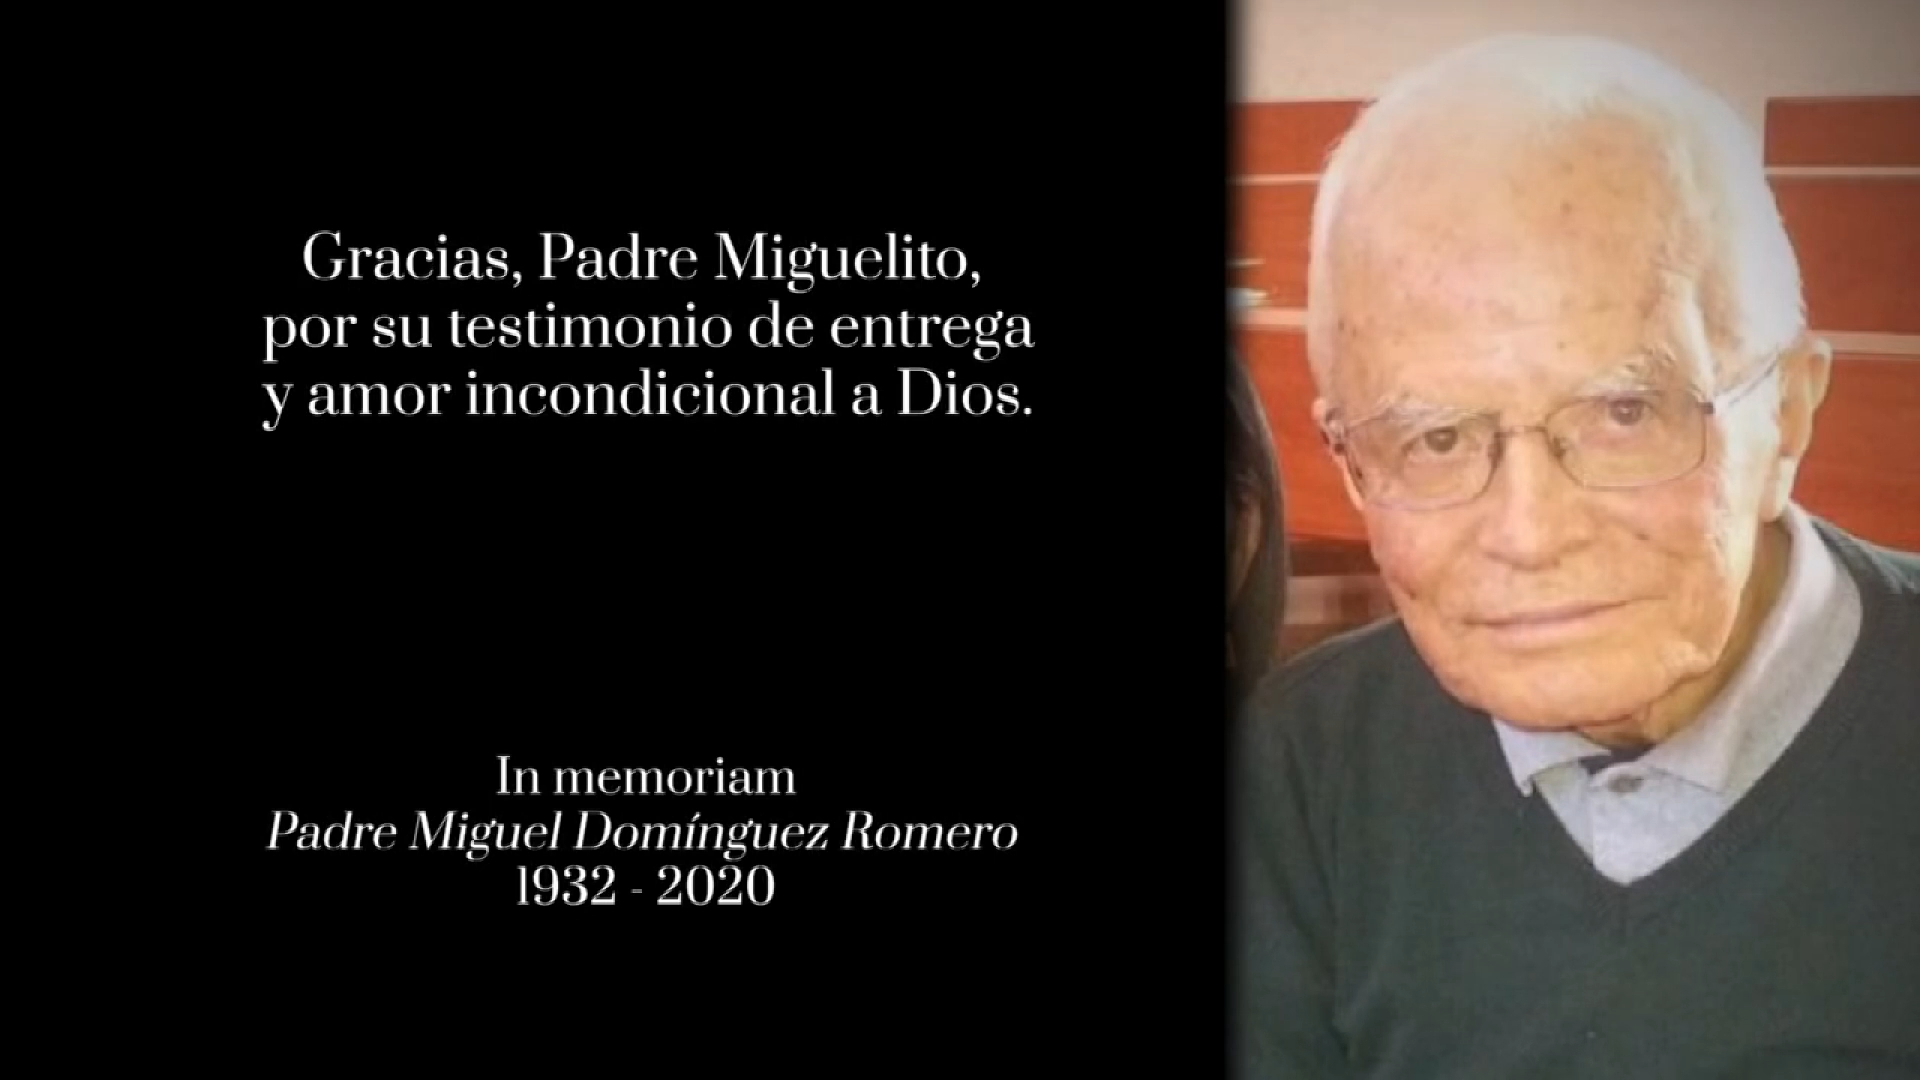 Gracias, Padre Miguelito,
por su testimonio de entrega
y amor incondicional a Dios.
In memoriam
Padre Miguel Domínguez Romero
1932 - 2020